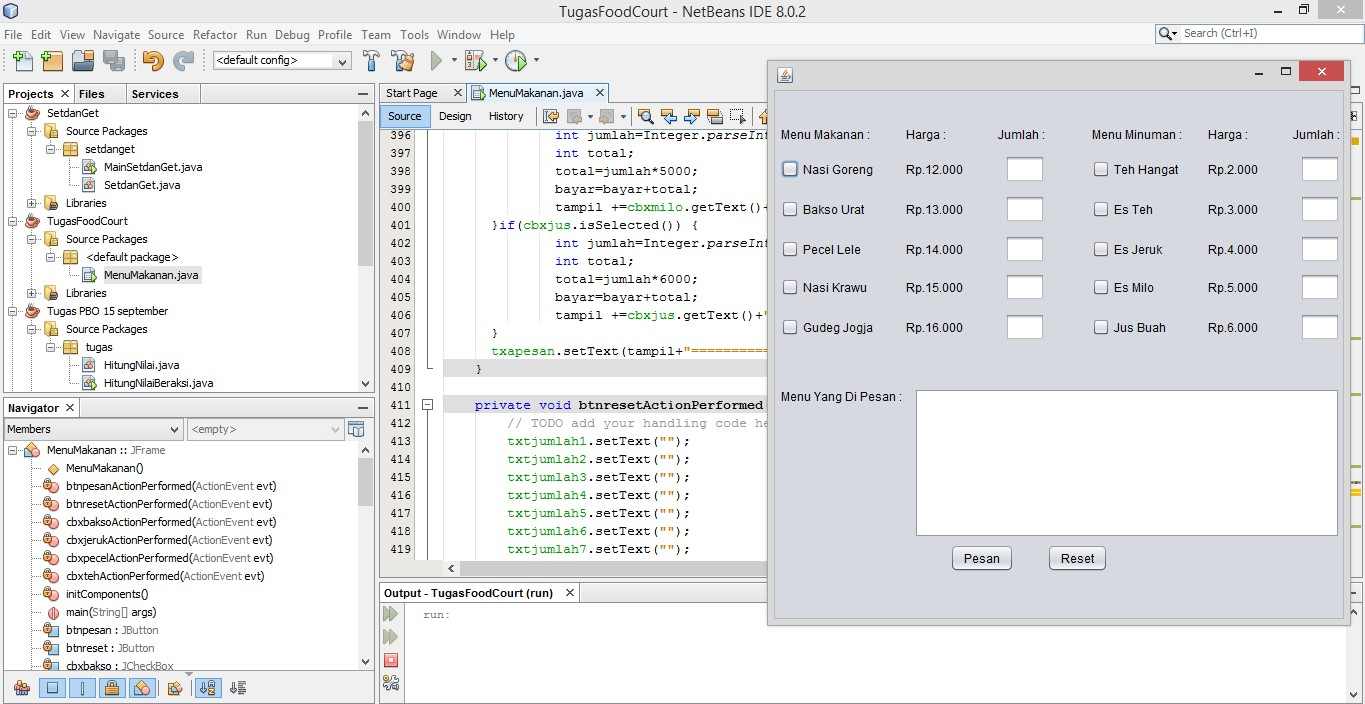 TugasFoodCourt - NetBeans IDE 8.0.2
File Edit View Navigate Source Refactor Run Debug Profile Team Tools Window Help
Search (Ctrl+I)
<default config>
Projects Files Services
SetdanGet
Source Packages
setdanget
MainSetdanGet.java
SetdanGet.java
Libraries
TugasFoodCourt
Source Packages
<default package>
MenuMakanan.java
Libraries
Tugas PBO 15 september
Source Packages
tugas
HitungNilai.java
HitungNilaiBeraksi.java
Navigator
Members <empty>
MenuMakanan :: JFrame
MenuMakanan()
btnpesanActionPerformed(ActionEvent evt)
btnresetActionPerformed(ActionEvent evt)
cbxbaksoActionPerformed(ActionEvent evt)
cbxjerukActionPerformed(ActionEvent evt)
cbxpecelActionPerformed(ActionEvent evt)
cbxtehActionPerformed(ActionEvent evt)
initComponents()
main(String[] args)
btnpesan : JButton
btnreset : JButton
cbxbakso : JCheckBox
Start Page MenuMakanan.java
Source Design History
396 int jumlah=Integer.parseIn
397 int total;
398 total=jumlah*5000;
399 bayar=bayar+total;
400 tampil +=cbxmilo.getText()+
401 }if(cbxjus.isSelected()) {
402 int jumlah=Integer.parseIn
403 int total;
404 total=jumlah*6000;
405 bayar=bayar+total;
406 tampil +=cbxjus.getText()+"
407 }
408 txapesan.setText(tampil+"==========
409 }
410
411 private void btnresetActionPerformed
412 // TODO add your handling code he
413 txtjumlah1.setText("");
414 txtjumlah2.setText("");
415 txtjumlah3.setText("");
416 txtjumlah4.setText("");
417 txtjumlah5.setText("");
418 txtjumlah6.setText("");
419 txtjumlah7.setText("");
Output - TugasFoodCourt (run)
run:
Menu Makanan : Harga : Jumlah : Menu Minuman : Harga : Jumlah :
Nasi Goreng Rp.12.000 Teh Hangat Rp.2.000
Bakso Urat Rp.13.000 Es Teh Rp.3.000
Pecel Lele Rp.14.000 Es Jeruk Rp.4.000
Nasi Krawu Rp.15.000 Es Milo Rp.5.000
Gudeg Jogja Rp.16.000 Jus Buah Rp.6.000
Menu Yang Di Pesan :
Pesan Reset